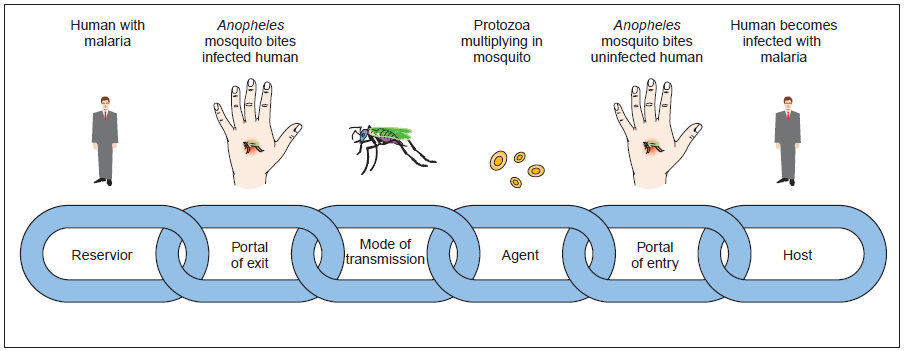 Human with
malaria
Anopheles
mosquito bites
infected human
Protozoa
multiplying in
mosquito
Anopheles
mosquito bites
uninfected human
Human becomes
infected with
malaria
Reservior
Portal
of exit
Mode of
transmission
Agent
Portal
of entry
Host